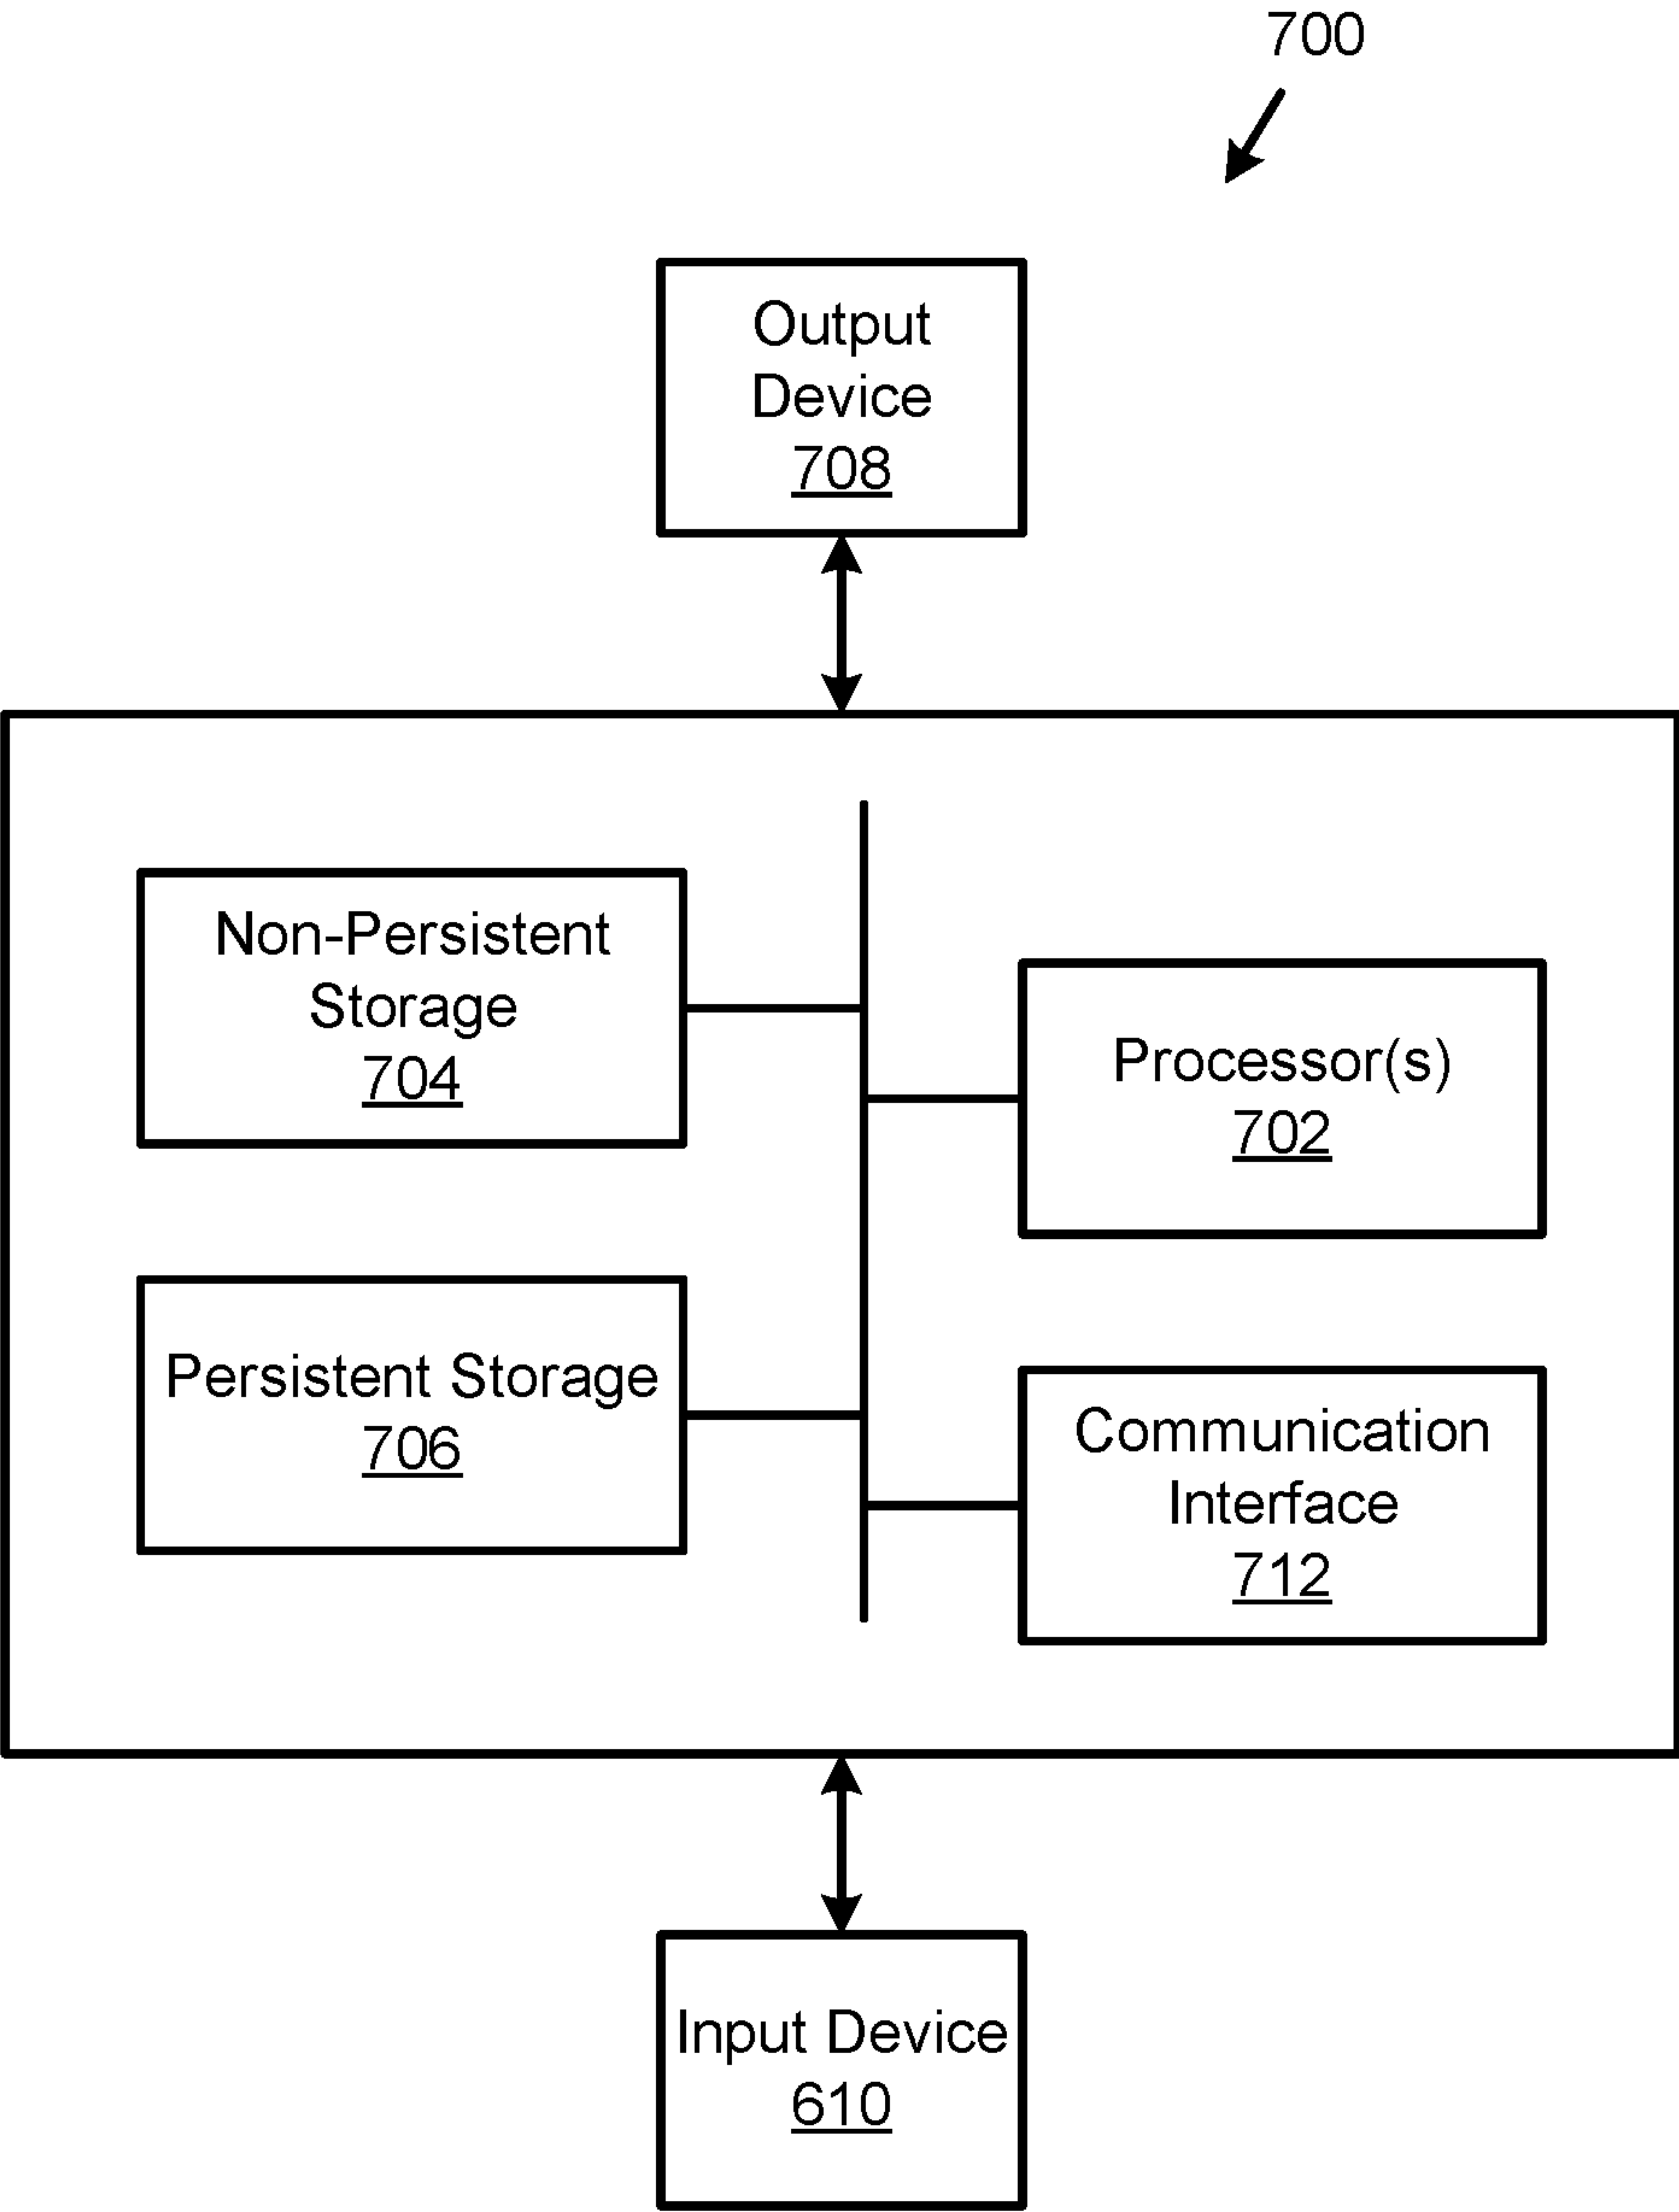 700
Output
Device
708
Non-Persistent
Storage
704
Processor(s)
702
Persistent Storage
706
Communication
Interface
712
Input Device
610